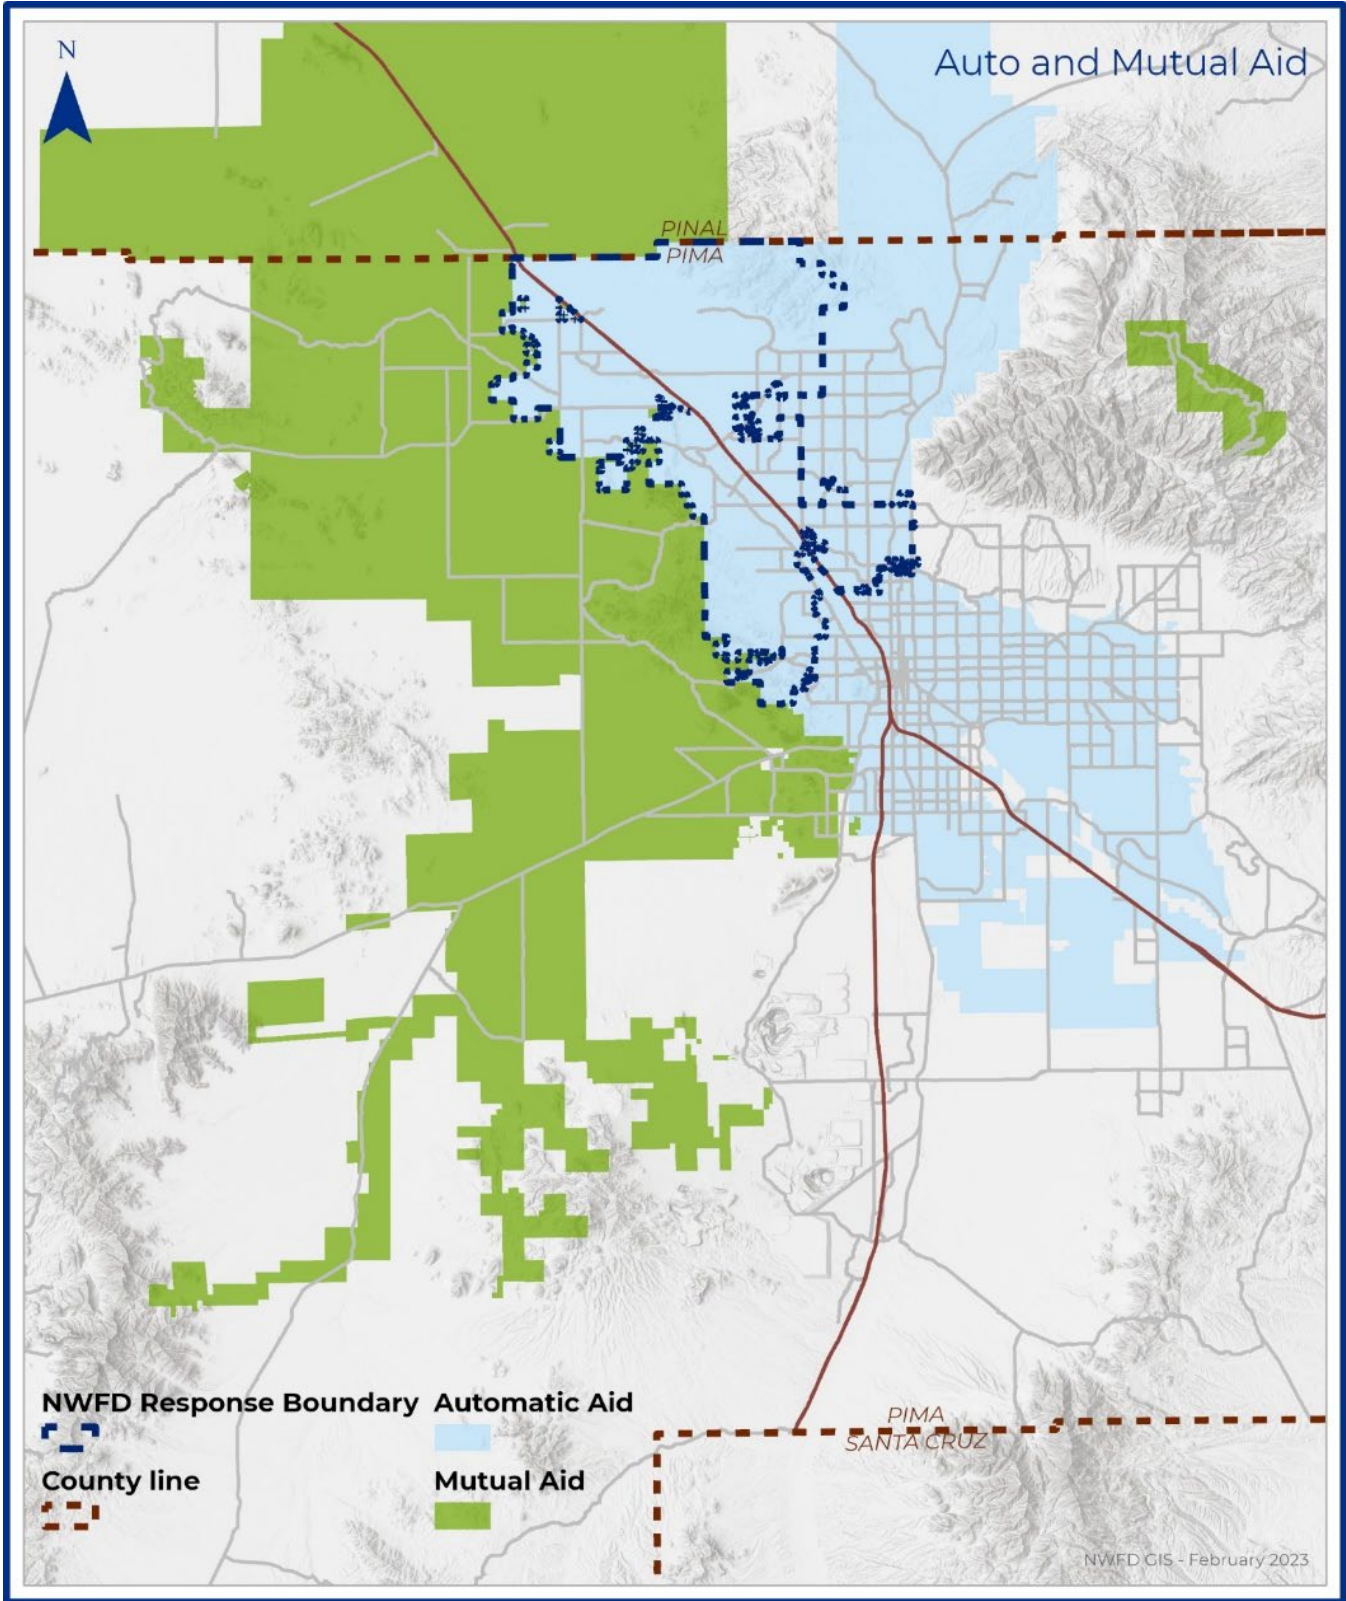 N
Auto and Mutual Aid
PINAL
PIMA
NWFD Response Boundary
Automatic Aid
County line
Mutual Aid
PIMA
SANTA CRUZ
NWFD GIS - February 2023